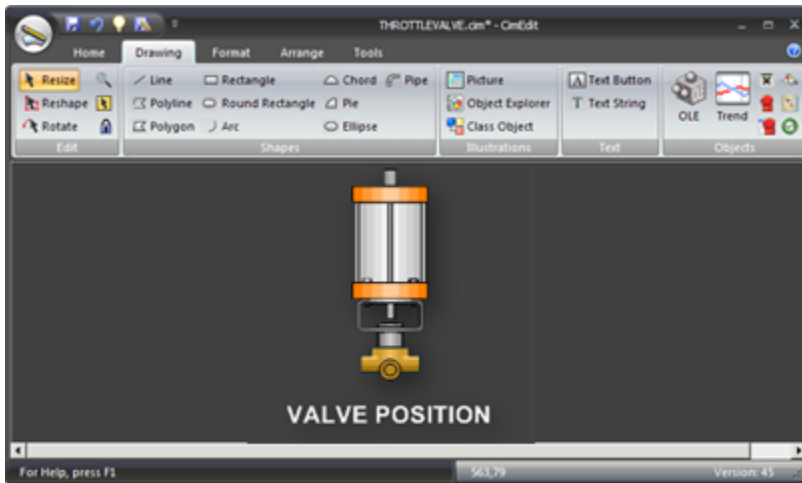 THROTTLEVALVE.cim* - CimEdit
Home Drawing Format Arrange Tools
Resize Line Rectangle Chord Pipe Picture Text Button
Reshape Polyline Round Rectangle Pie Object Explorer Text String
Rotate Polygon Arc Ellipse Class Object OLE Trend
Edit Shapes Illustrations Text Objects
VALVE POSITION
For Help, press F1 563,79 Version: 45